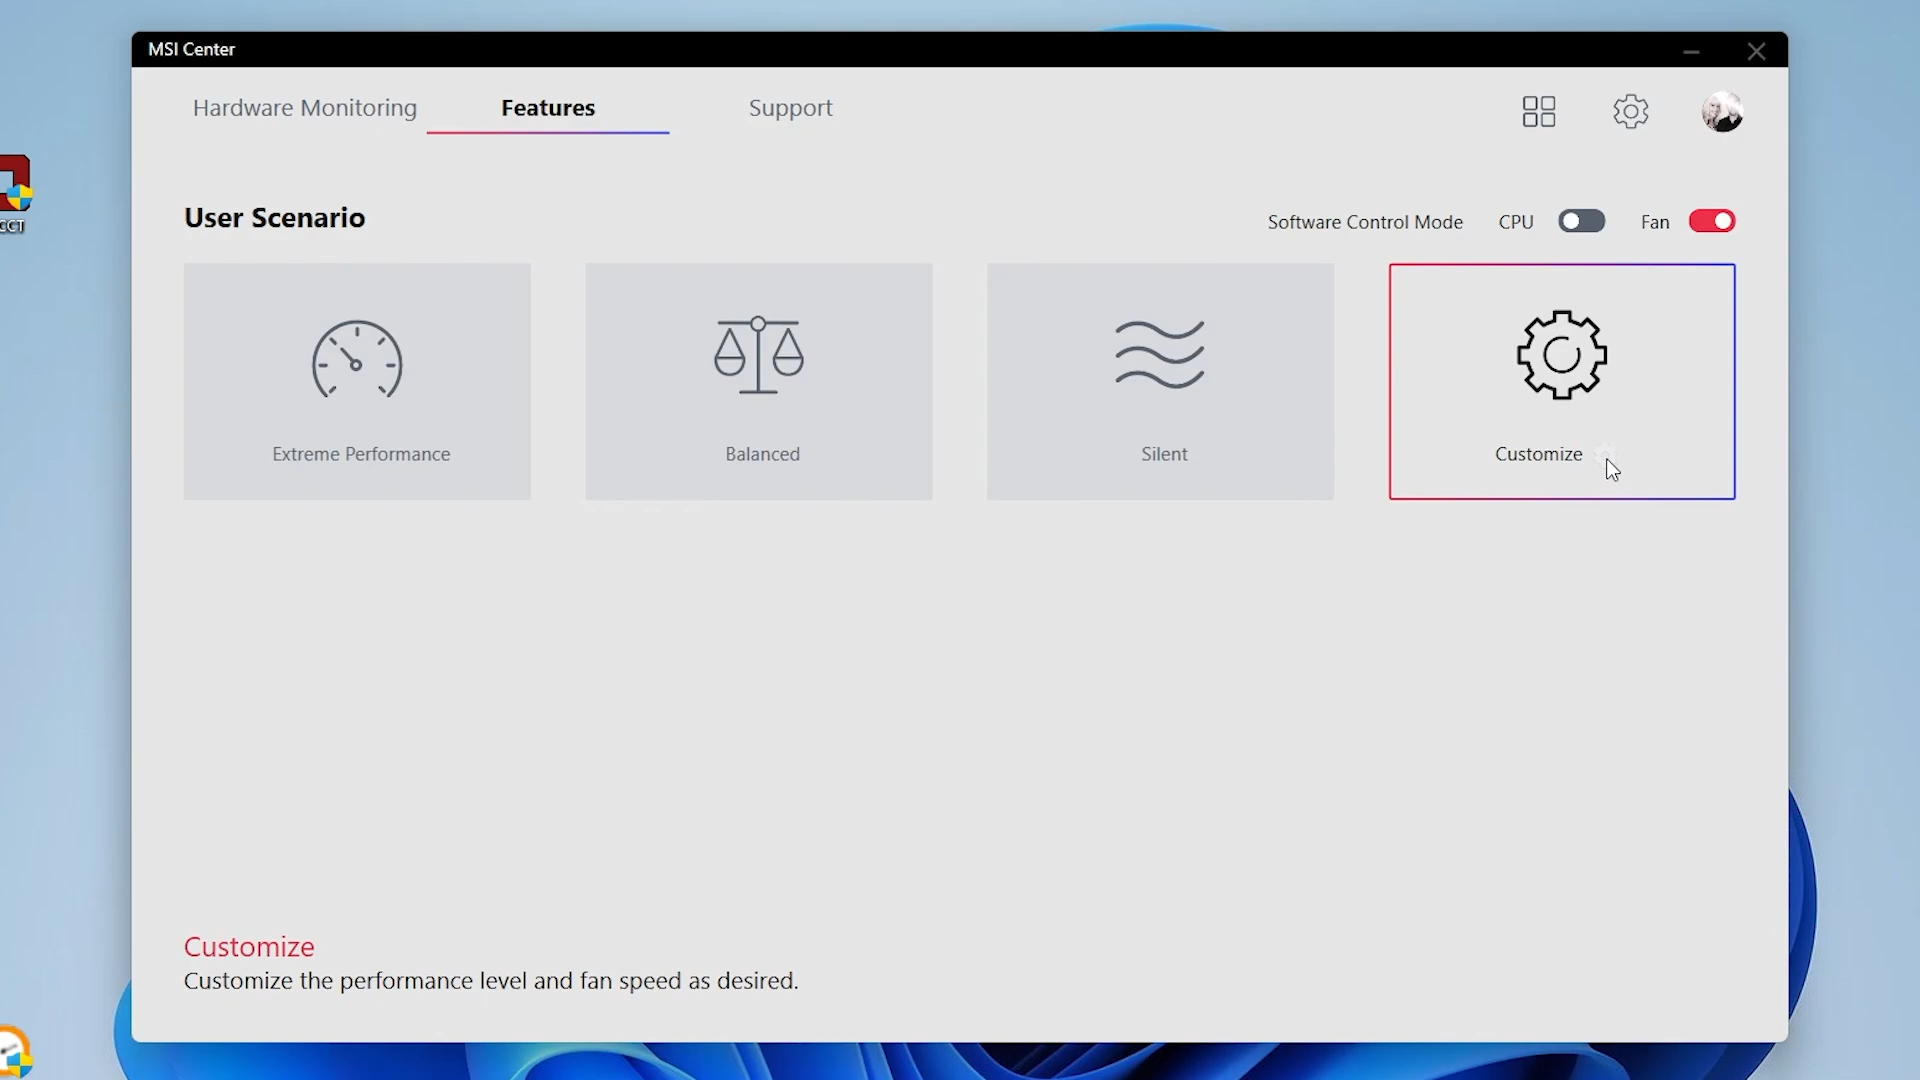 MSI Center
Hardware Monitoring
Features
Support
CCT
User Scenario
Software Control Mode CPU Fan
Extreme Performance
Balanced
Silent
Customize
Customize
Customize the performance level and fan speed as desired.